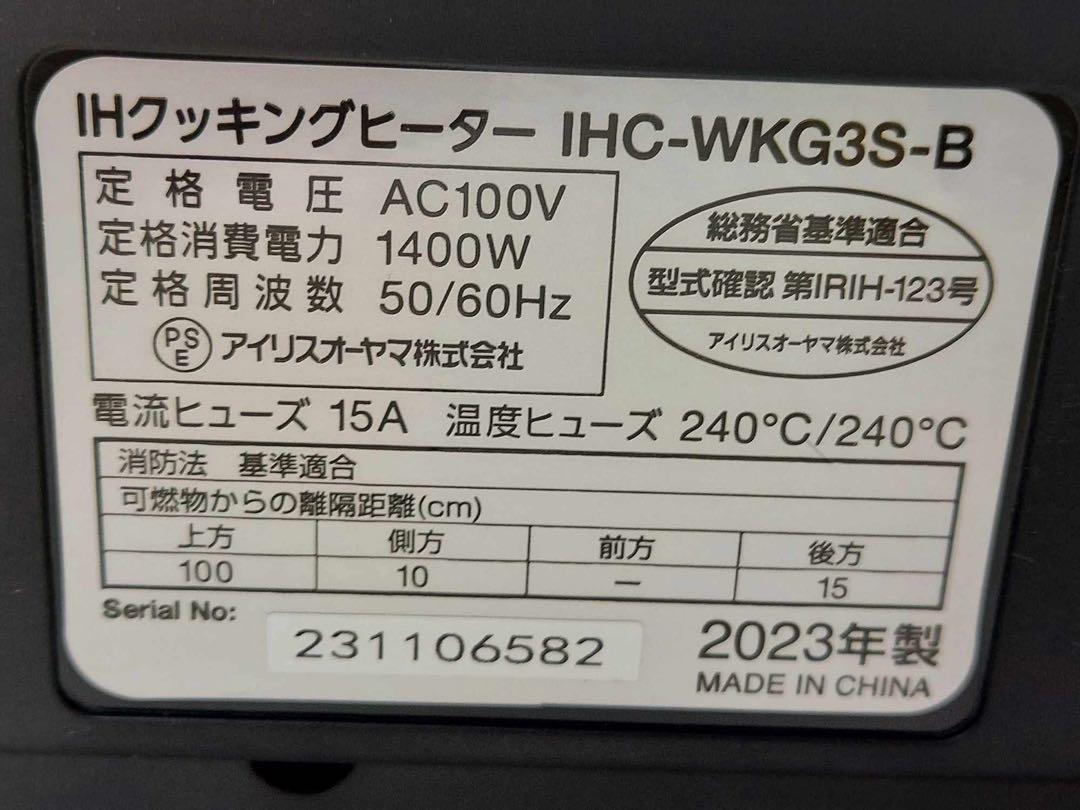 IHクッキングヒーター IHC-WKG3S-B
定格電圧 AC100V
定格消費電力 1400W
定格周波数 50/60Hz
PSE アイリスオーヤマ株式会社
総務省基準適合
型式確認 第IRIH-123号
アイリスオーヤマ株式会社
電流ヒューズ 15A 温度ヒューズ 240°C/240°C
消防法 基準適合
可燃物からの離隔距離(cm)
上方 側方 前方 後方
100 10 ー 15
Serial No: 231106582
2023年製
MADE IN CHINA